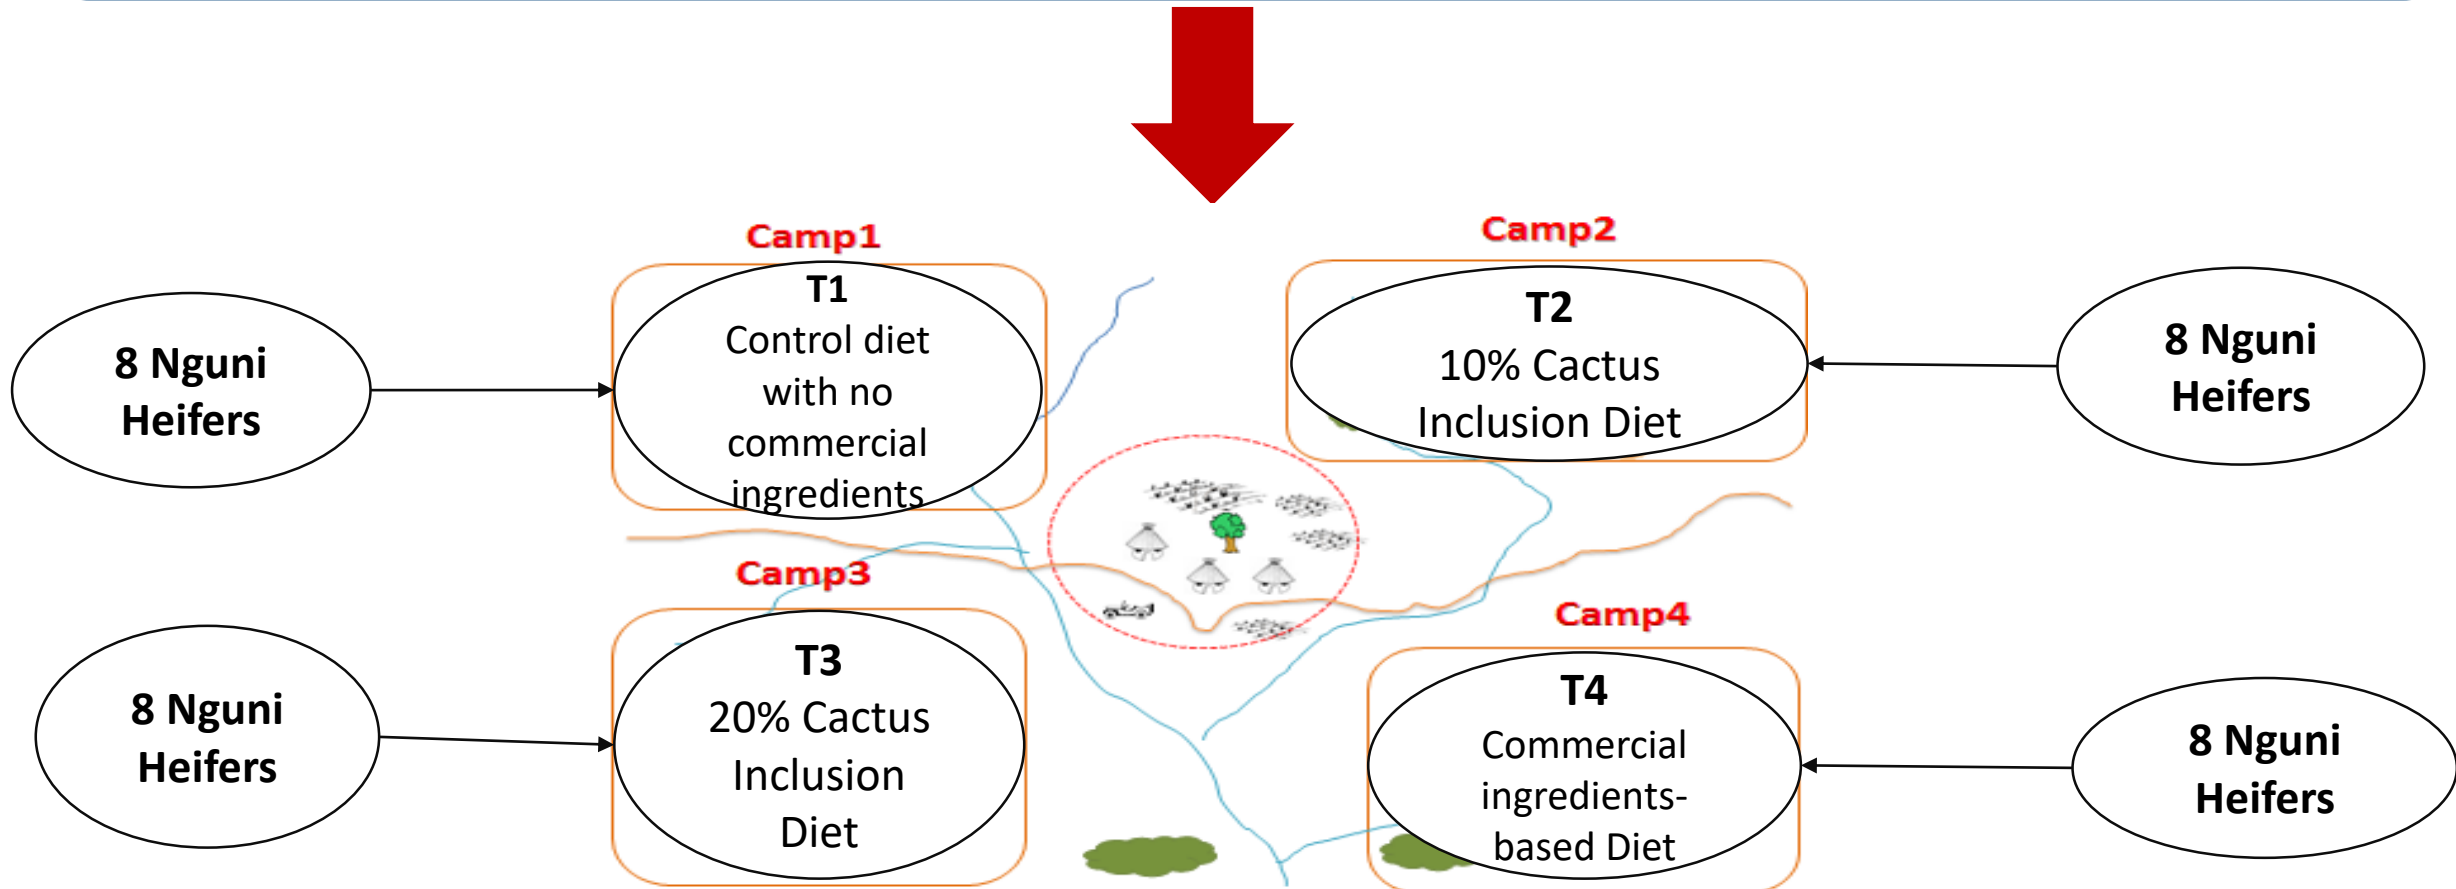 Camp1
Camp2
8 Nguni
Heifers
T1
Control diet
with no
commercial
ingredients
T2
10% Cactus
Inclusion Diet
8 Nguni
Heifers
Camp3
Camp4
8 Nguni
Heifers
T3
20% Cactus
Inclusion
Diet
T4
Commercial
ingredients-
based Diet
8 Nguni
Heifers